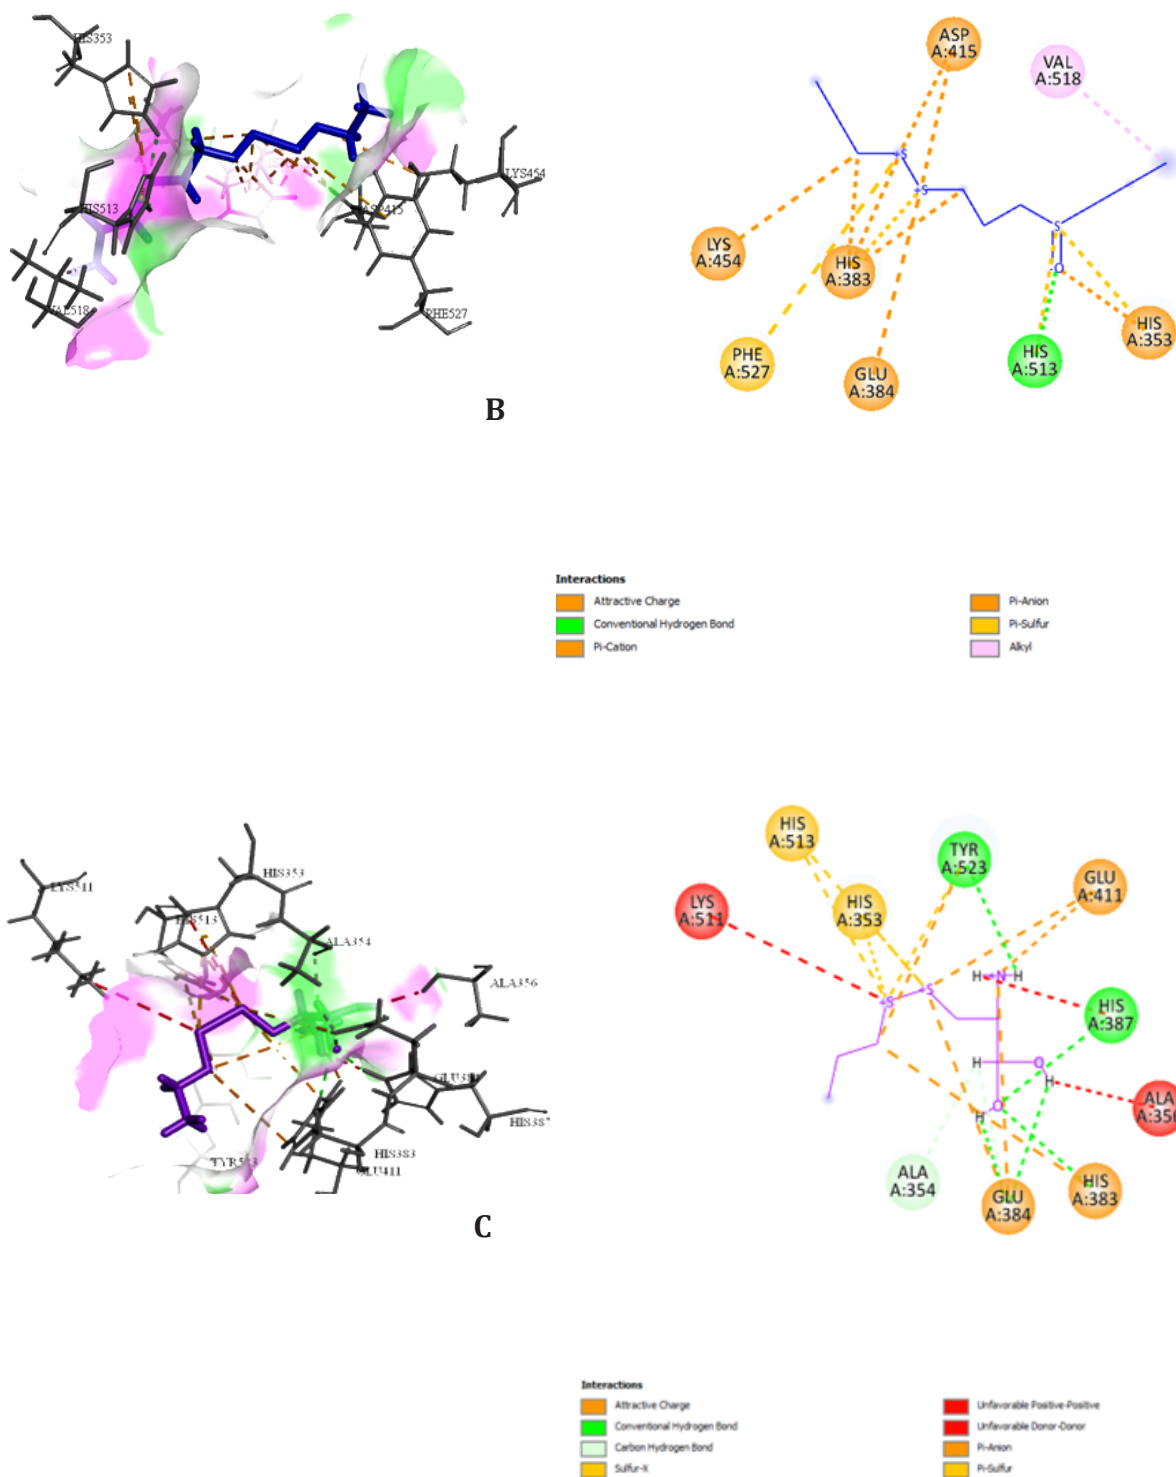 HIS353
LYS454
HIS513
ASP415
VAL518
PHE527
ASP
A:415
VAL
A:518
LYS
A:454
HIS
A:383
PHE
A:527
GLU
A:384
HIS
A:513
HIS
A:353
+S
+S
S
O
B
Interactions
Attractive Charge
Conventional Hydrogen Bond
Pi-Cation
Pi-Anion
Pi-Sulfur
Alkyl
LYS511
HIS353
ALA354
ALA356
HIS383
GLU411
HIS
A:513
TYR
A:523
GLU
A:411
LYS
A:511
HIS
A:353
HIS
A:387
ALA
A:354
GLU
A:384
HIS
A:383
+S
+S
H
N
H
H
O
H
H
O
C
Interactions
Attractive Charge
Conventional Hydrogen Bond
Carbon Hydrogen Bond
Sulfur-X
Unfavorable Positive-Positive
Unfavorable Donor-Donor
Pi-Anion
Pi-Sulfur